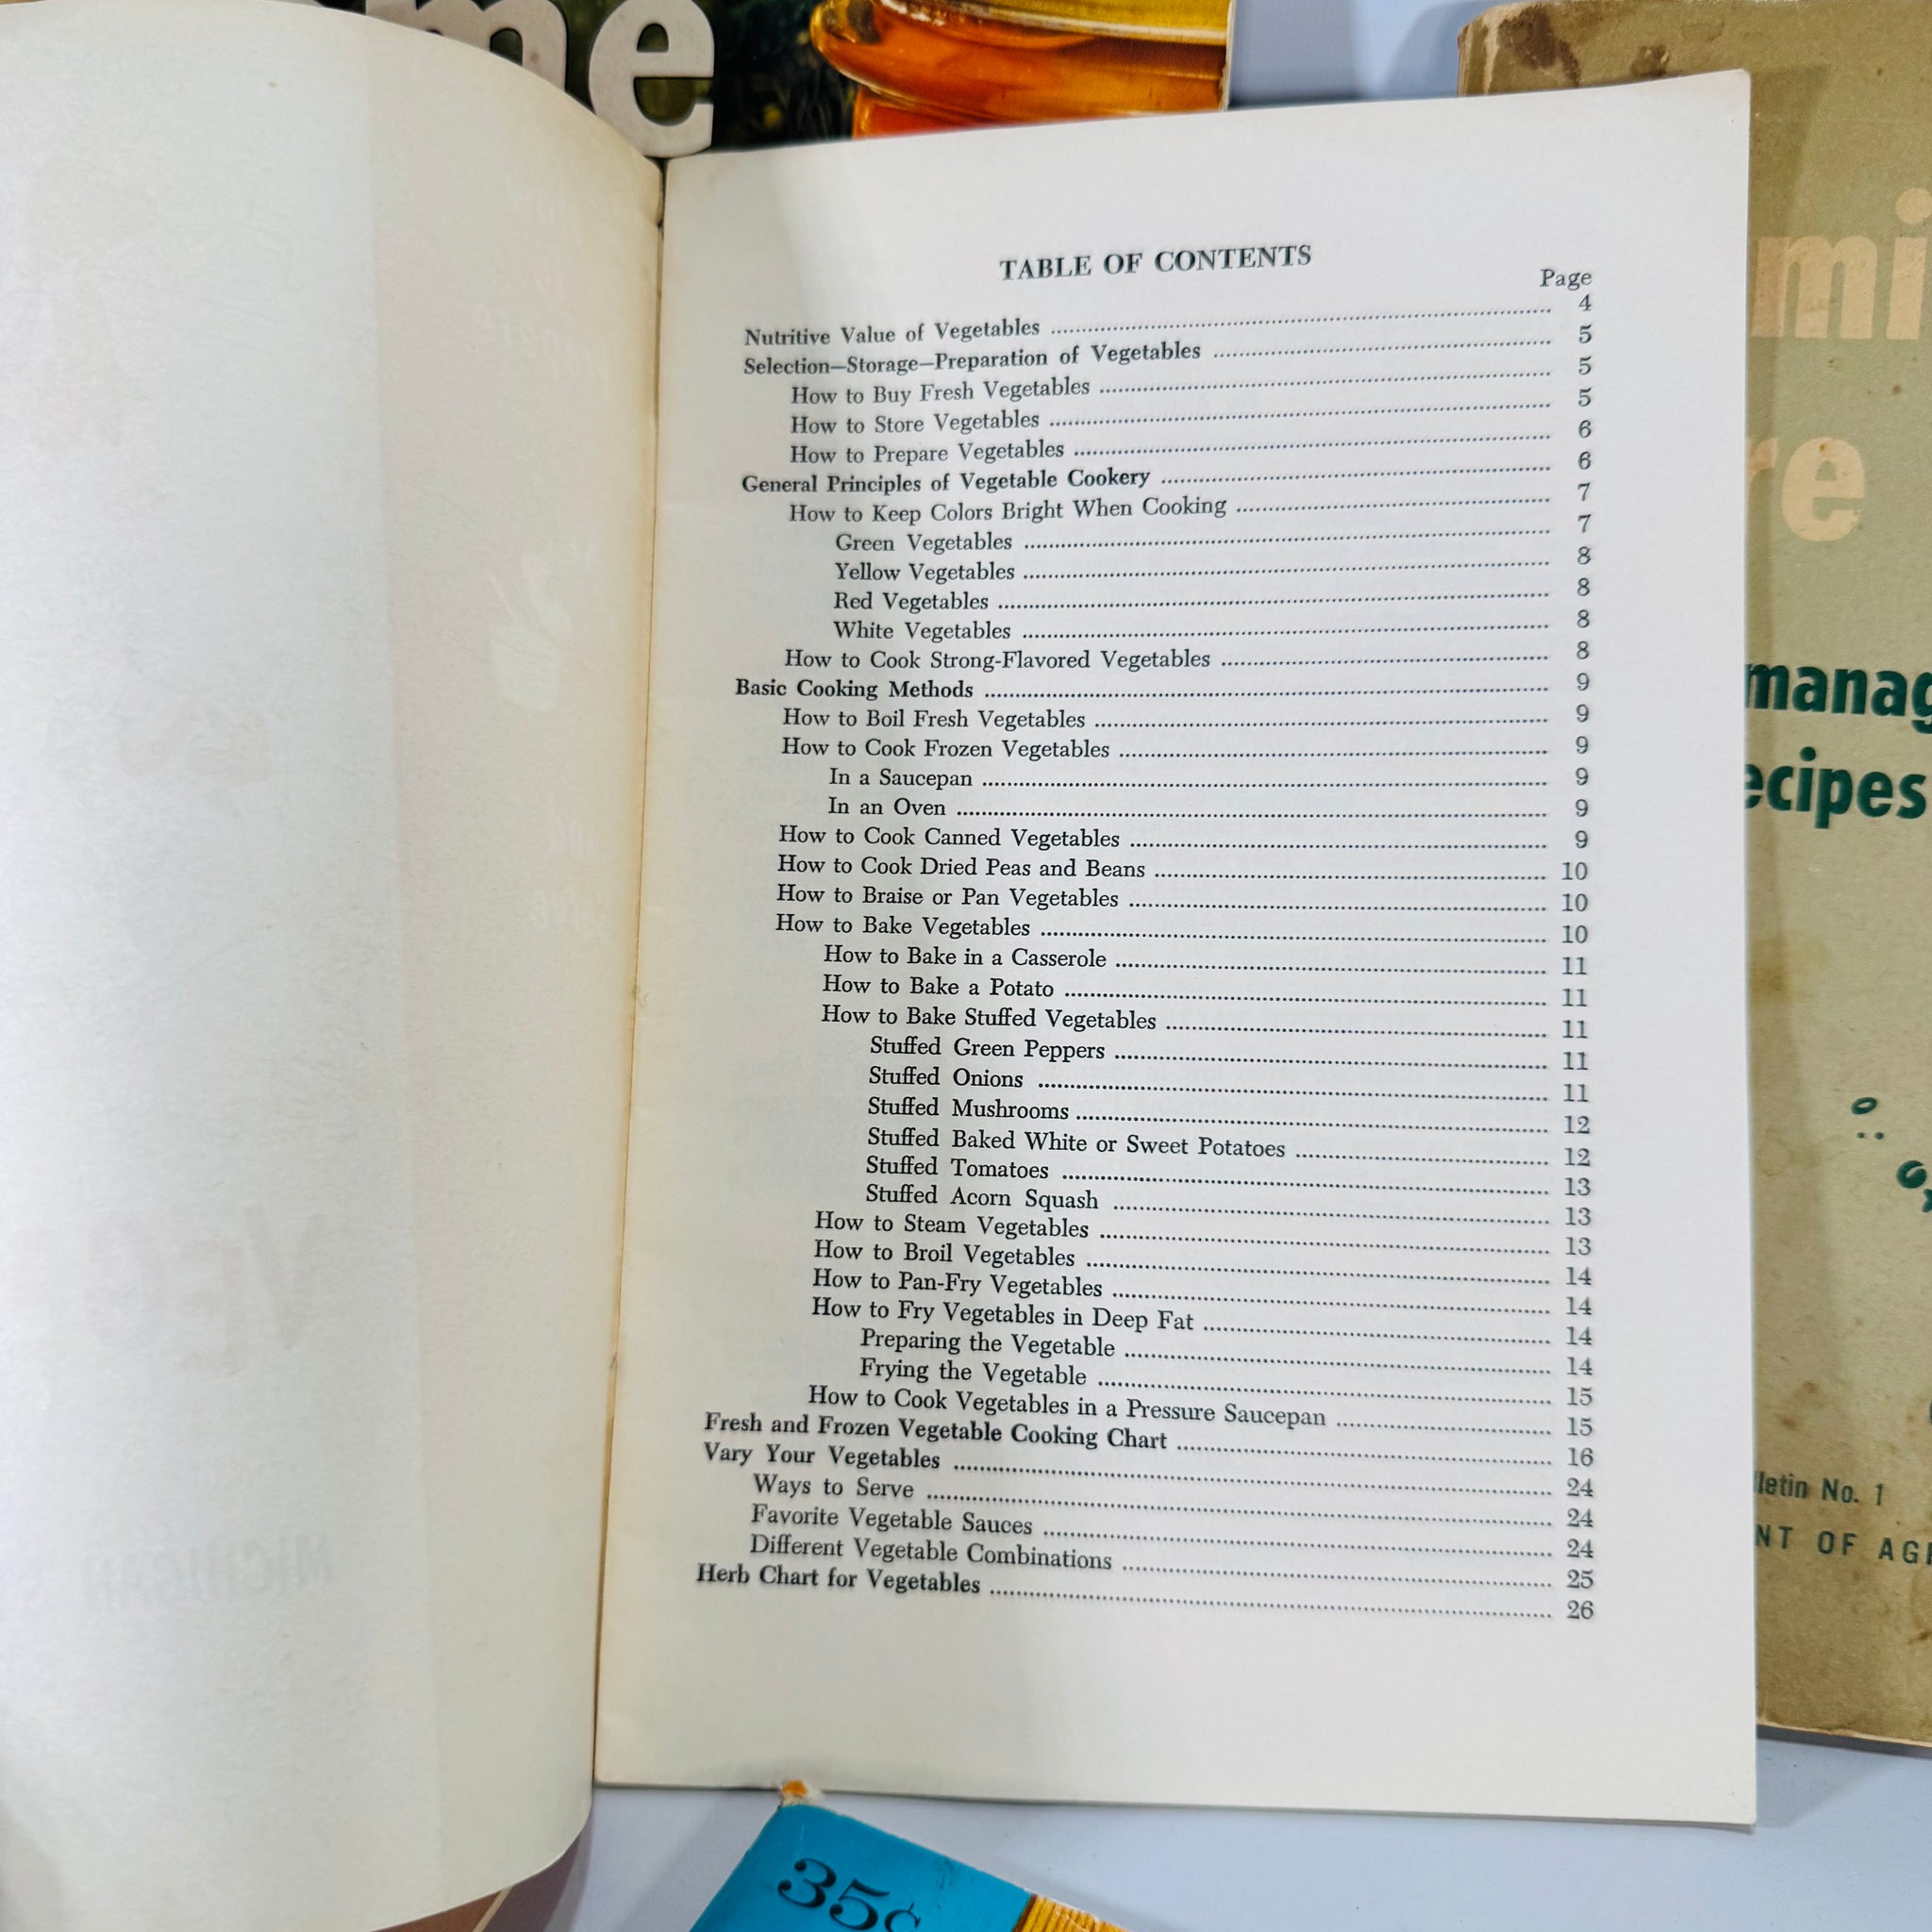 me
TABLE OF CONTENTS
Page
Nutritive Value of Vegetables 4
Selection—Storage—Preparation of Vegetables 5
How to Buy Fresh Vegetables 5
How to Store Vegetables 5
How to Prepare Vegetables 6
General Principles of Vegetable Cookery 6
How to Keep Colors Bright When Cooking 7
Green Vegetables 7
Yellow Vegetables 8
Red Vegetables 8
White Vegetables 8
How to Cook Strong-Flavored Vegetables 8
Basic Cooking Methods 9
How to Boil Fresh Vegetables 9
How to Cook Frozen Vegetables 9
In a Saucepan 9
In an Oven 9
How to Cook Canned Vegetables 9
How to Cook Dried Peas and Beans 10
How to Braise or Pan Vegetables 10
How to Bake Vegetables 10
How to Bake in a Casserole 11
How to Bake a Potato 11
How to Bake Stuffed Vegetables 11
Stuffed Green Peppers 11
Stuffed Onions 11
Stuffed Mushrooms 12
Stuffed Baked White or Sweet Potatoes 12
Stuffed Tomatoes 13
Stuffed Acorn Squash 13
How to Steam Vegetables 13
How to Broil Vegetables 14
How to Pan-Fry Vegetables 14
How to Fry Vegetables in Deep Fat 14
Preparing the Vegetable 14
Frying the Vegetable 15
How to Cook Vegetables in a Pressure Saucepan 15
Fresh and Frozen Vegetable Cooking Chart 16
Vary Your Vegetables 24
Ways to Serve 24
Favorite Vegetable Sauces 24
Different Vegetable Combinations 25
Herb Chart for Vegetables 26
mi
re
manag
ecipes
lletin No. 1
NT OF AGR
35¢